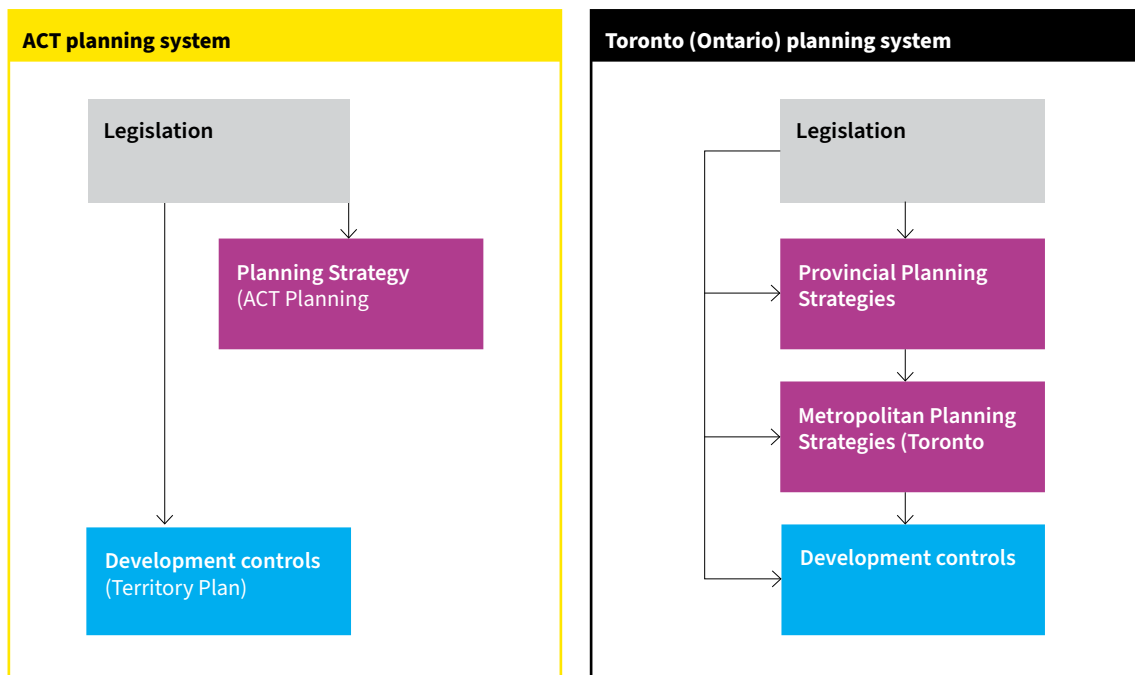 ACT planning system
Legislation
Planning Strategy
(ACT Planning
Development controls
(Territory Plan)
Toronto (Ontario) planning system
Legislation
Provincial Planning
Strategies
Metropolitan Planning
Strategies (Toronto
Development controls